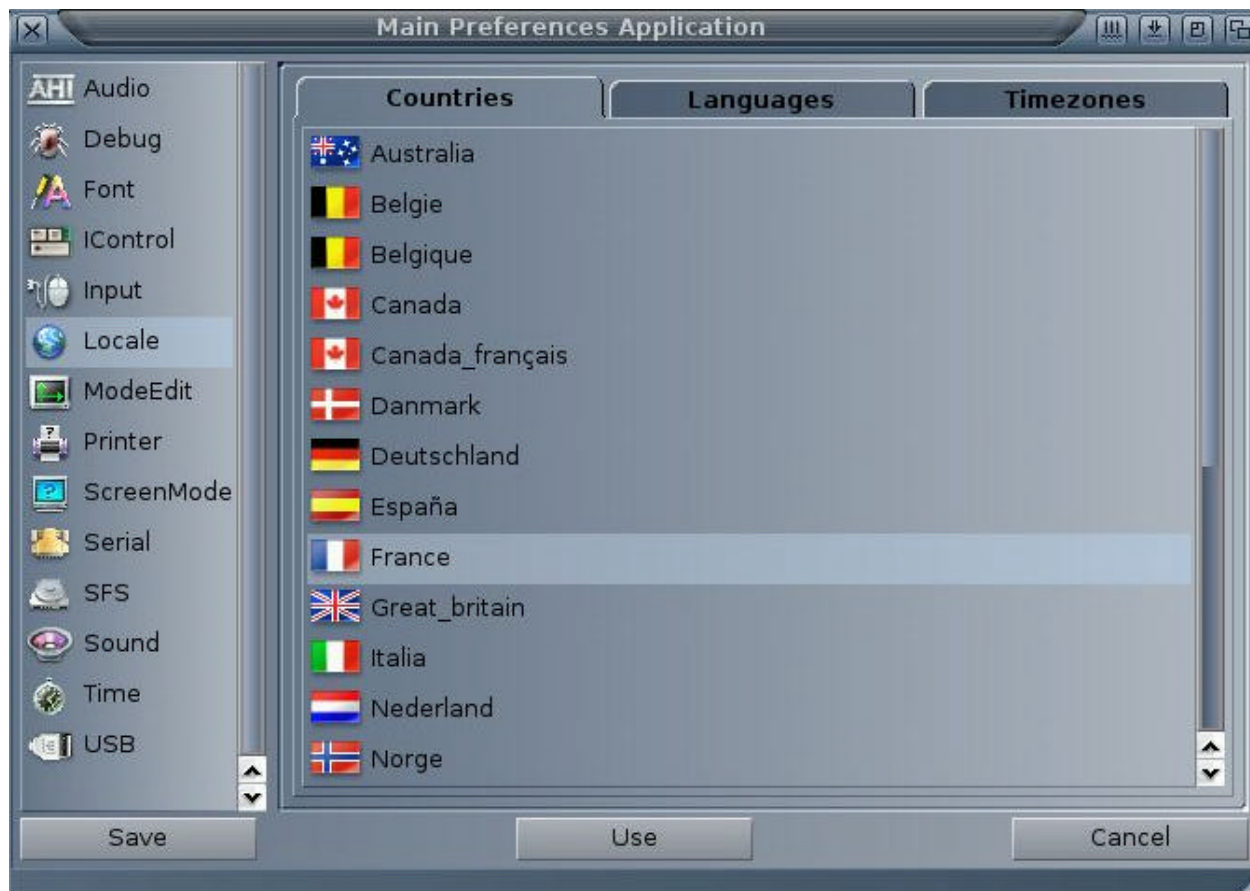 Main Preferences Application
AHI Audio
Debug
Font
IControl
Input
Locale
ModeEdit
Printer
ScreenMode
Serial
SFS
Sound
Time
USB
Countries
Languages
Timezones
Australia
Belgie
Belgique
Canada
Canada_français
Danmark
Deutschland
España
France
Great_britain
Italia
Nederland
Norge
Save
Use
Cancel